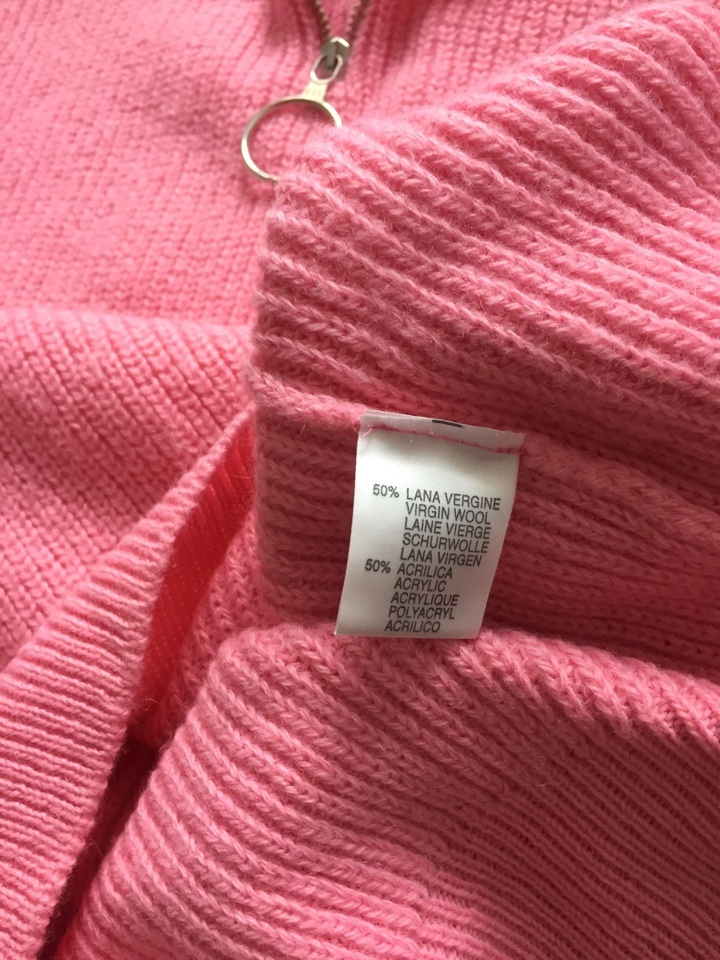 50% LANA VERGINE
VIRGIN WOOL
LAINE VIERGE
SCHURWOLLE
LANA VIRGEN
50% ACRILICA
ACRYLIC
ACRYLIQUE
POLYACRYL
ACRILICO